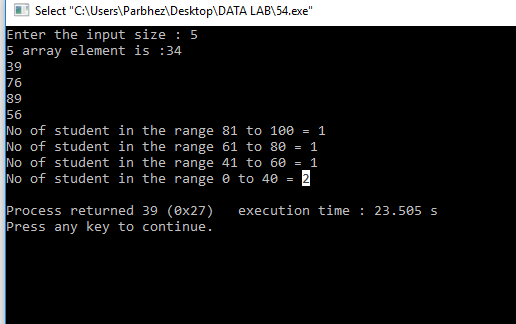 Select "C:\Users\Parbhez\Desktop\DATA LAB\54.exe"
Enter the input size : 5
5 array element is :34
39
76
89
56
No of student in the range 81 to 100 = 1
No of student in the range 61 to 80 = 1
No of student in the range 41 to 60 = 1
No of student in the range 0 to 40 = 2
Process returned 39 (0x27)   execution time : 23.505 s
Press any key to continue.